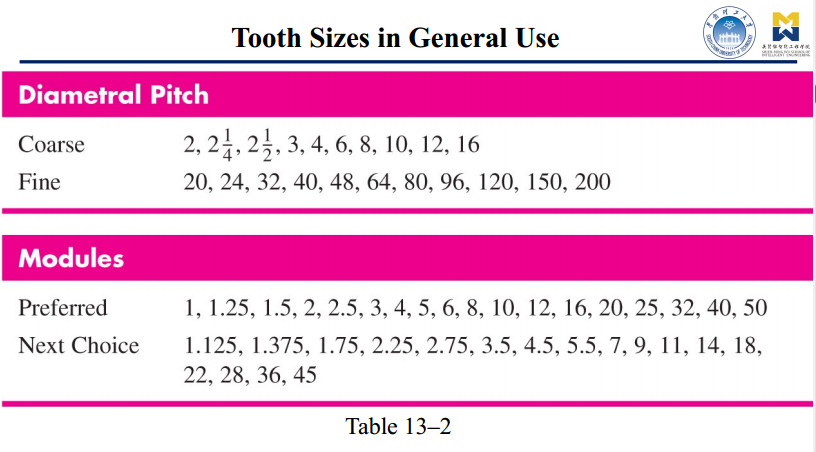 Tooth Sizes in General Use
Diametral Pitch
Coarse 2, 2 1/4, 2 1/2, 3, 4, 6, 8, 10, 12, 16
Fine 20, 24, 32, 40, 48, 64, 80, 96, 120, 150, 200
Modules
Preferred 1, 1.25, 1.5, 2, 2.5, 3, 4, 5, 6, 8, 10, 12, 16, 20, 25, 32, 40, 50
Next Choice 1.125, 1.375, 1.75, 2.25, 2.75, 3.5, 4.5, 5.5, 7, 9, 11, 14, 18,
22, 28, 36, 45
Table 13–2